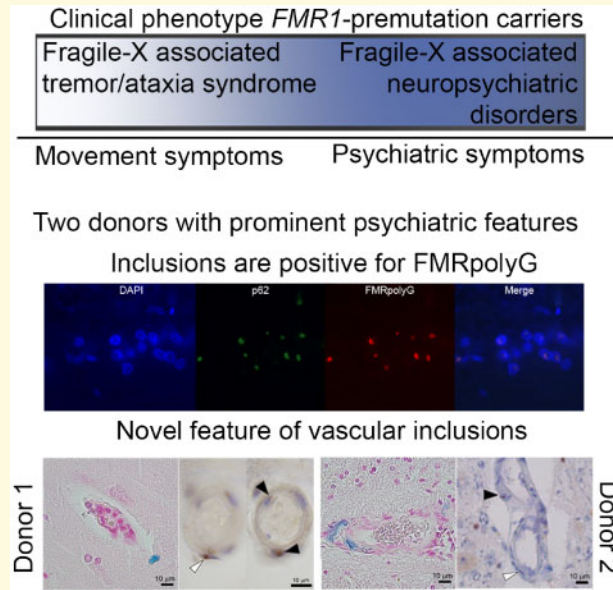 Clinical phenotype FMR1-premutation carriers
Fragile-X associated
tremor/ataxia syndrome
Fragile-X associated
neuropsychiatric
disorders
Movement symptoms
Psychiatric symptoms
Two donors with prominent psychiatric features
Inclusions are positive for FMRpolyG
DAPI
p62
FMRpolyG
Merge
Novel feature of vascular inclusions
Donor 1
10 µm
10 µm
10 µm
10 µm
10 µm
Donor 2